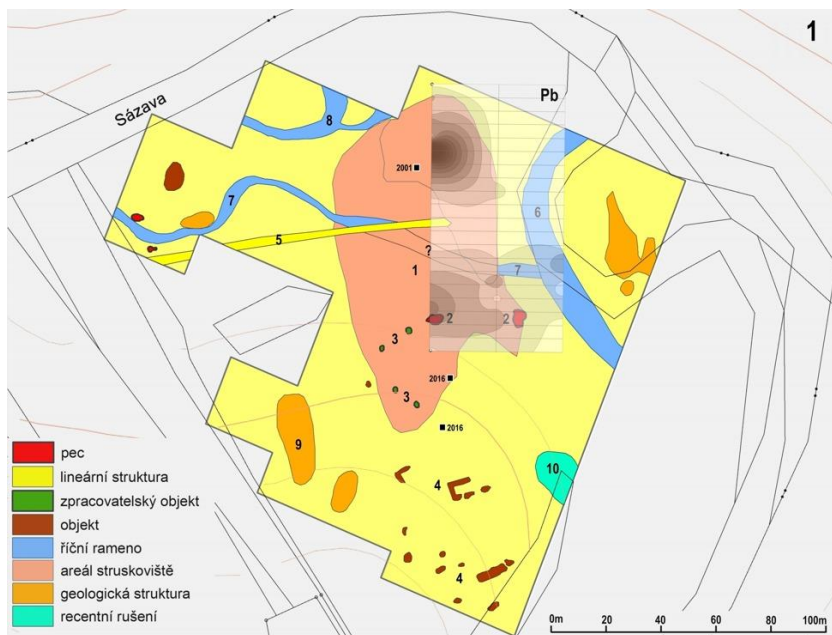 1
Pb
Sázava
8
2001
7
6
5
?
1
7
2
2
3
2016
3
2016
9
4
10
4
pec
lineární struktura
zpracovatelský objekt
objekt
říční rameno
areál struskoviště
geologická struktura
recentní rušení
0m 20 40 60 80 100m